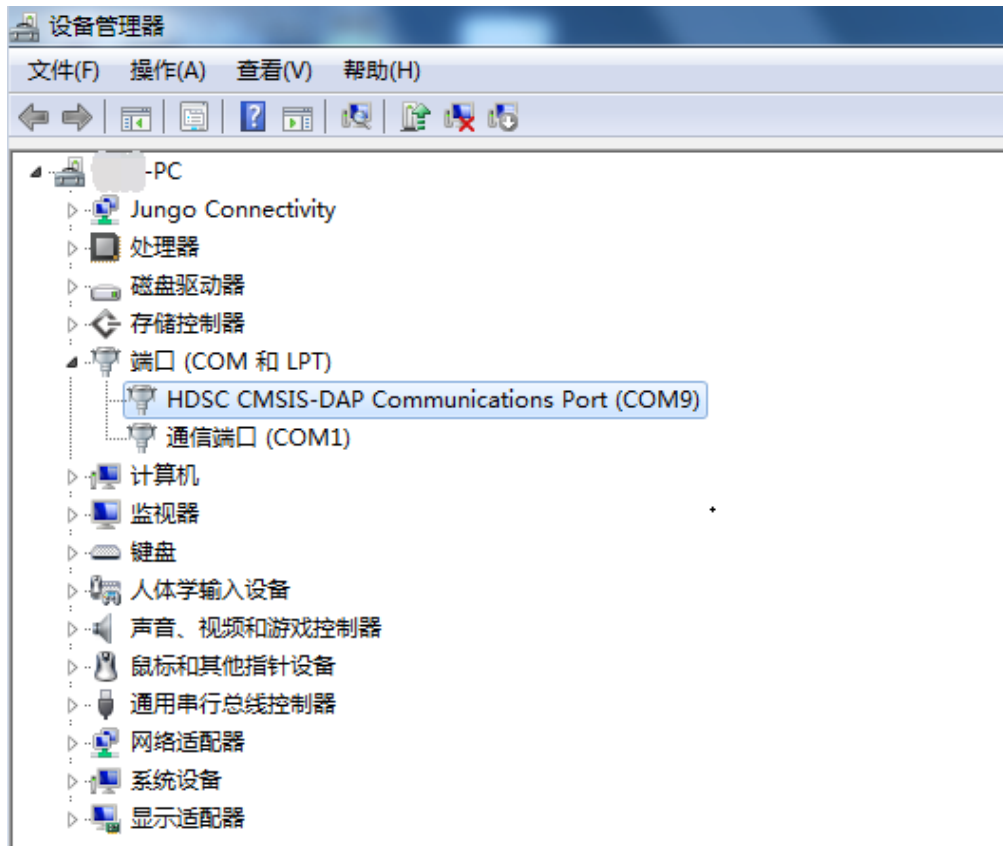 设备管理器
文件(F) 操作(A) 查看(V) 帮助(H)
-PC
Jungo Connectivity
处理器
磁盘驱动器
存储控制器
端口 (COM 和 LPT)
HDSC CMSIS-DAP Communications Port (COM9)
通信端口 (COM1)
计算机
监视器
键盘
人体学输入设备
声音、视频和游戏控制器
鼠标和其他指针设备
通用串行总线控制器
网络适配器
系统设备
显示适配器